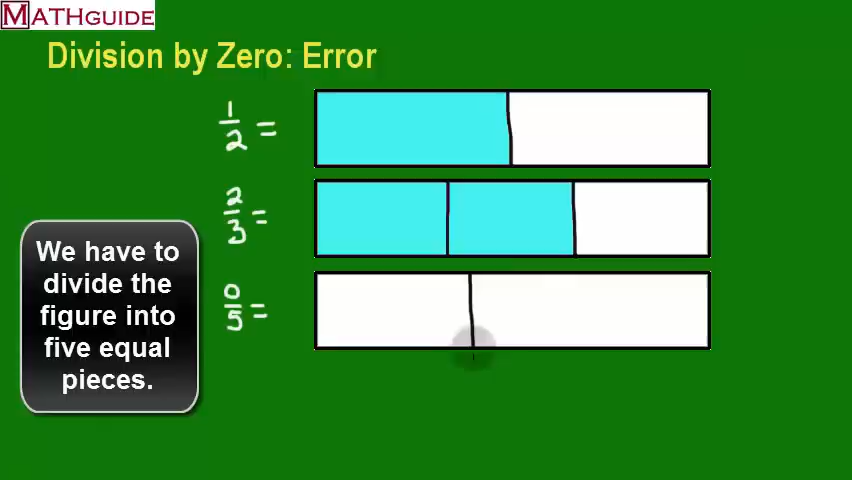 MATHGUIDE
Division by Zero: Error
1/2 =
2/3 =
0/5 =
We have to
divide the
figure into
five equal
pieces.